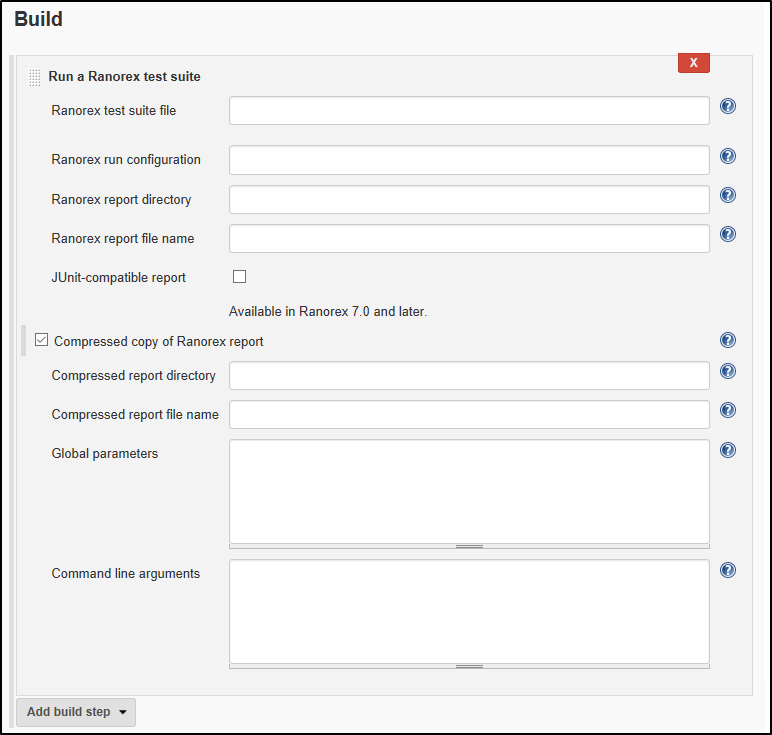 Build
X
Run a Ranorex test suite
Ranorex test suite file
?
Ranorex run configuration
?
Ranorex report directory
?
Ranorex report file name
?
JUnit-compatible report
Available in Ranorex 7.0 and later.
Compressed copy of Ranorex report
?
Compressed report directory
?
Compressed report file name
?
Global parameters
?
Command line arguments
?
Add build step